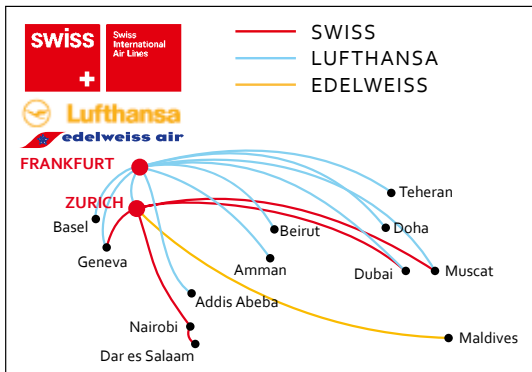 swiss
Swiss
International
Air Lines
SWISS
LUFTHANSA
EDELWEISS
Lufthansa
edelweiss air
FRANKFURT
ZURICH
Teheran
Basel
Beirut
Doha
Geneva
Amman
Dubai
Muscat
Addis Abeba
Nairobi
Maldives
Dar es Salaam